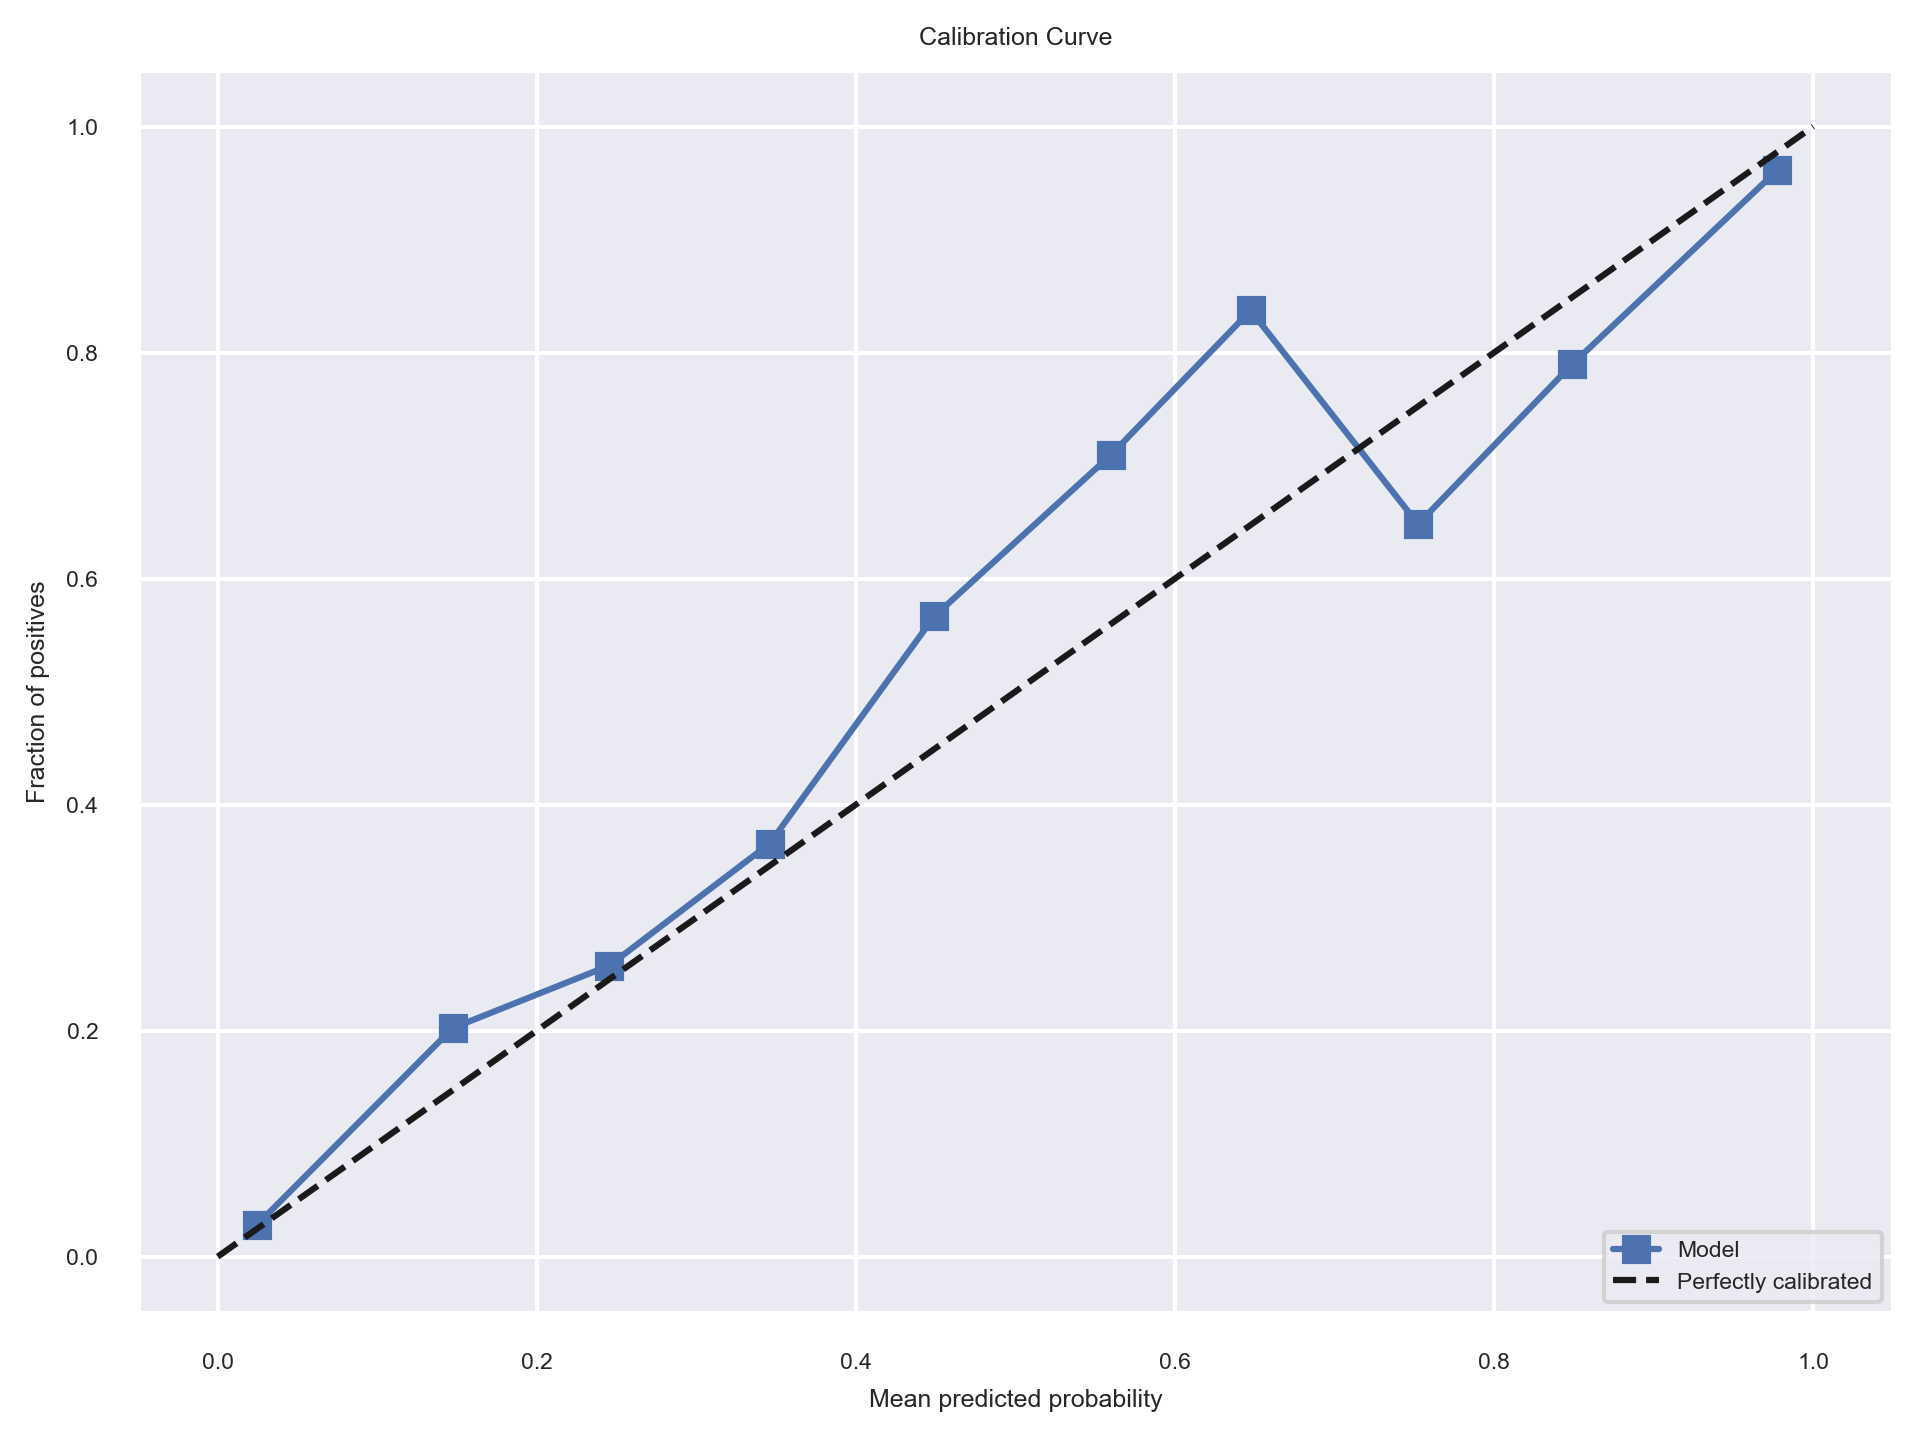 Calibration Curve
1.0
0.8
0.6
0.4
0.2
0.0
Fraction of positives
0.0 0.2 0.4 0.6 0.8 1.0
Mean predicted probability
Model
Perfectly calibrated